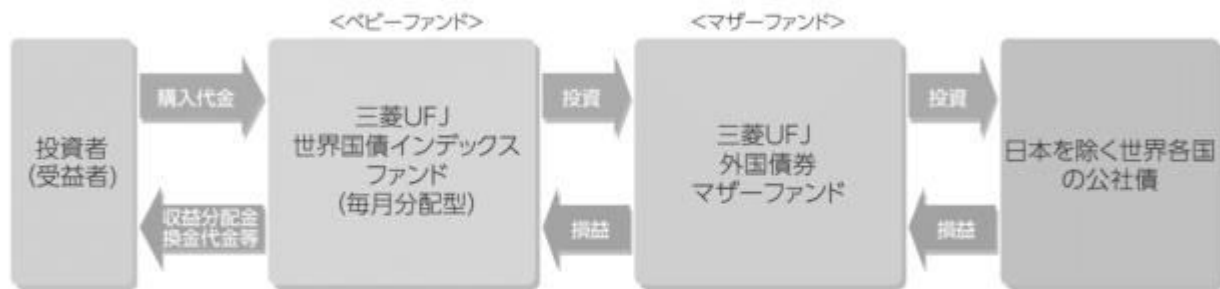 <ベビーファンド>
<マザーファンド>
投資者
(受益者)
購入代金
収益分配金
換金代金等
三菱UFJ
世界国債インデックス
ファンド
(毎月分配型)
投資
損益
三菱UFJ
外国債券
マザーファンド
投資
損益
日本を除く世界各国
の公社債